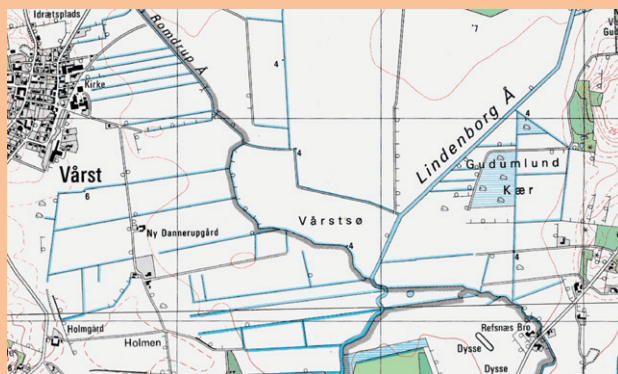 Idrætsplads
Romdrup Å
7
4
Kirke
4
Lindenborg Å
4
Gudumlund
Kær
Vårst
6
Vårstsø
Ny Dannerupgård
4
4
Refsnæs Bro
Holmgård
Holmen
Dysse
Dysse